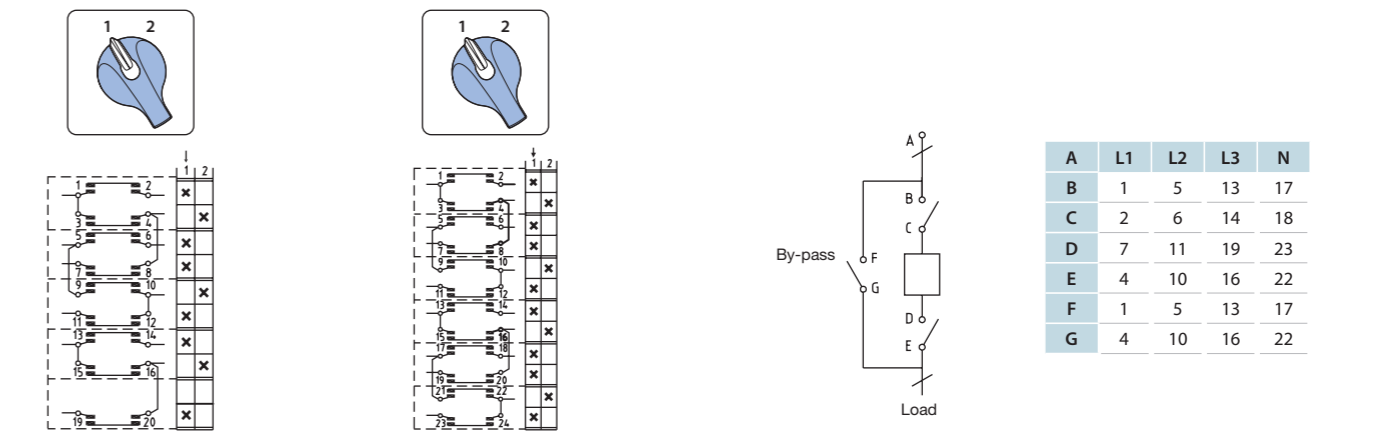 1 2
1 2
1 2
1 2
3 4
5 6
7 8
9 10
11 12
13 14
15 16
19 20
1 2
1 2
3 4
5 6
7 8
9 10
11 12
13 14
15 16
17 18
19 20
21 22
23 24
A
B
C
By-pass F
G
D
E
Load
A L1 L2 L3 N
B 1 5 13 17
C 2 6 14 18
D 7 11 19 23
E 4 10 16 22
F 1 5 13 17
G 4 10 16 22